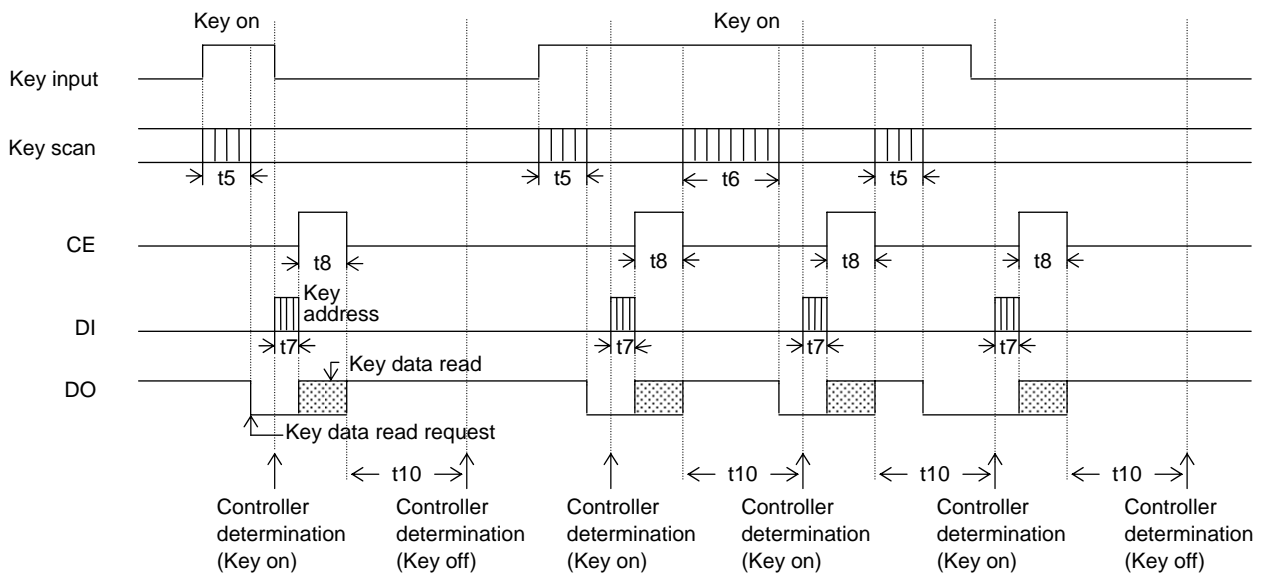 Key on
Key on
Key input
Key scan
t5
t5
t6
t5
CE
t8
t8
t8
t8
Key
address
DI
t7
t7
t7
t7
Key data read
DO
Key data read request
t10
t10
t10
t10
Controller
determination
(Key on)
Controller
determination
(Key off)
Controller
determination
(Key on)
Controller
determination
(Key on)
Controller
determination
(Key on)
Controller
determination
(Key off)